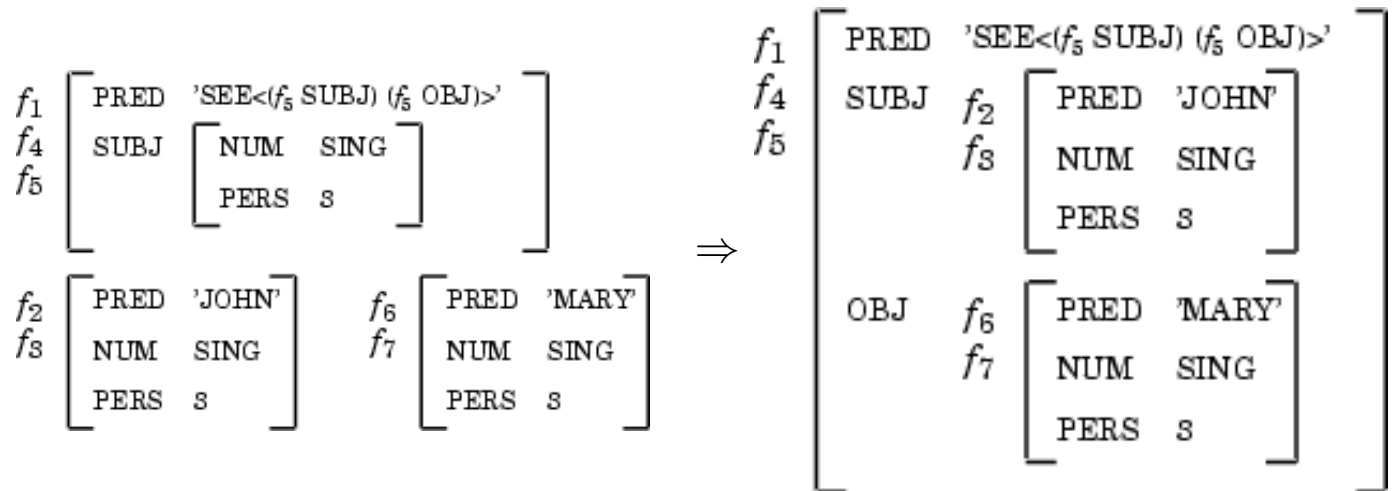 f1 PRED 'SEE<(f5 SUBJ) (f5 OBJ)>'
f4 SUBJ NUM SING
f5
PERS 3
f2 PRED 'JOHN'
f3 NUM SING
PERS 3
f6 PRED 'MARY'
f7 NUM SING
PERS 3
⇒
f1 PRED 'SEE<(f5 SUBJ) (f5 OBJ)>'
f4 SUBJ f2 PRED 'JOHN'
f5 f3 NUM SING
PERS 3
OBJ f6 PRED 'MARY'
f7 NUM SING
PERS 3